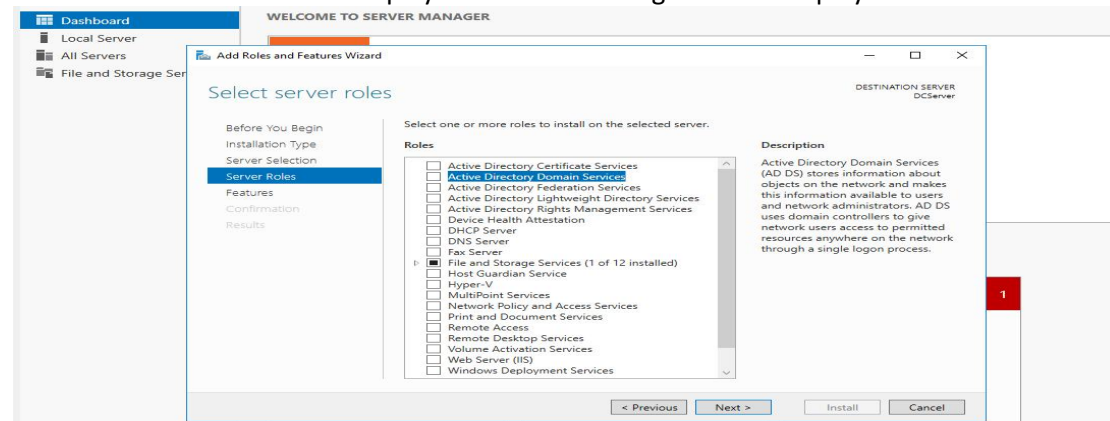 Dashboard
Local Server
All Servers
File and Storage Ser
WELCOME TO SERVER MANAGER
Add Roles and Features Wizard
Select server roles
DESTINATION SERVER
DCServer
Before You Begin
Installation Type
Server Selection
Server Roles
Features
Confirmation
Results
Select one or more roles to install on the selected server.
Roles
Active Directory Certificate Services
Active Directory Domain Services
Active Directory Federation Services
Active Directory Lightweight Directory Services
Active Directory Rights Management Services
Device Health Attestation
DHCP Server
DNS Server
Fax Server
File and Storage Services (1 of 12 installed)
Host Guardian Service
Hyper-V
MultiPoint Services
Network Policy and Access Services
Print and Document Services
Remote Access
Remote Desktop Services
Volume Activation Services
Web Server (IIS)
Windows Deployment Services
Description
Active Directory Domain Services
(AD DS) stores information about
objects on the network and makes
this information available to users
and network administrators. AD DS
uses domain controllers to give
network users access to permitted
resources anywhere on the network
through a single logon process.
1
< Previous
Next >
Install
Cancel